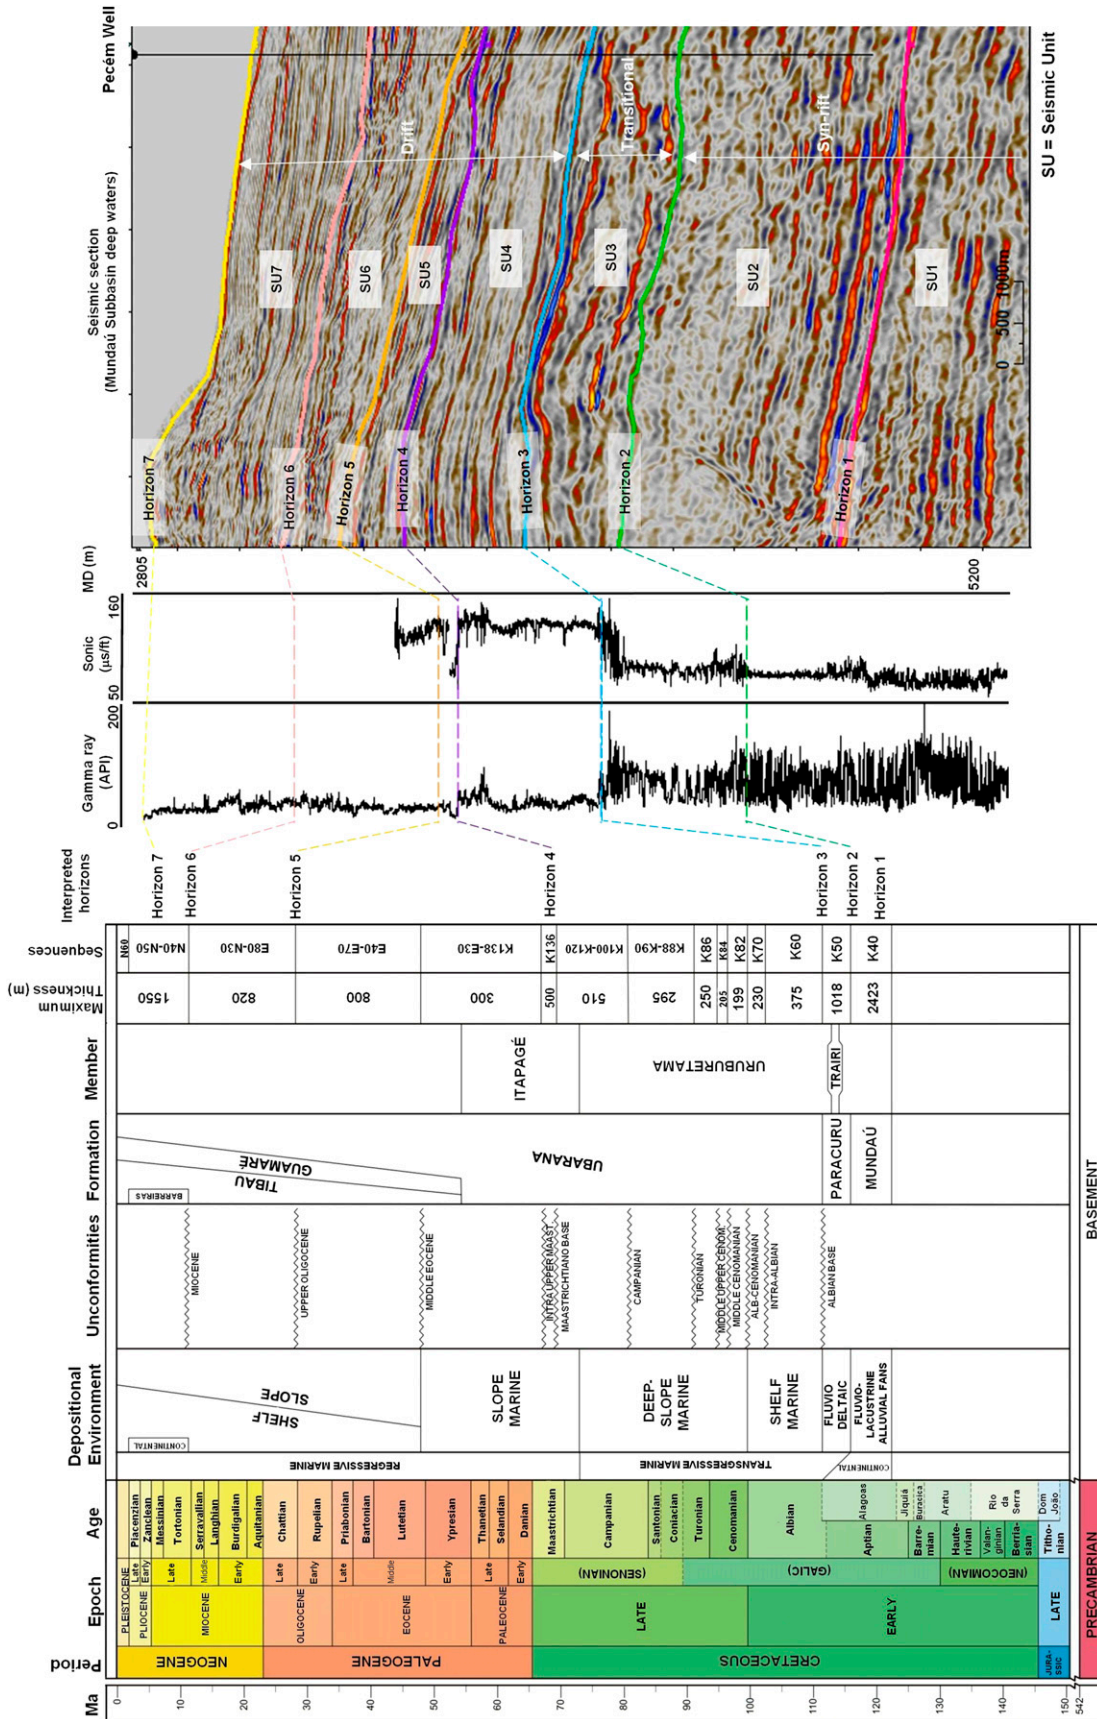 Ma
Period
Epoch
Age
Depositional
Environment
Unconformities
Formation
Member
Maximum
Thickness (m)
Sequences
Interpreted
horizons
Gamma ray
(API)
0
200
Sonic
(µs/ft)
50
160
MD (m)
2805
5200
Seismic section
(Mundaú Subbasin deep waters)
Pecém Well
0
10
20
30
40
50
60
70
80
90
100
110
120
130
140
150
542
NEOGENE
PALEOGENE
CRETACEOUS
JURA-
SSIC
PRECAMBRIAN
PLEISTOCENE
PLIOCENE
MIOCENE
OLIGOCENE
EOCENE
PALEOCENE
LATE
EARLY
LATE
Late
Early
Late
Middle
Early
Late
Early
Late
Middle
Early
Late
Early
(SENONIAN)
(GALIC)
(NEOCOMIAN)
Piacenzian
Zanclean
Messinian
Tortonian
Serravallian
Langhian
Burdigalian
Aquitanian
Chattian
Rupelian
Priabonian
Bartonian
Lutetian
Ypresian
Thanetian
Selandian
Danian
Maastrichtian
Campanian
Santonian
Coniacian
Turonian
Cenomanian
Albian
Aptian
Barre-
mian
Haute-
rivian
Valan-
ginian
Berria-
sian
Titho-
nian
Alagoas
Jiquiá
Buracica
Aratu
Rio
da
Serra
Dom
João
REGRESSIVE MARINE
TRANSGRESSIVE MARINE
CONTINENTAL
CONTINENTAL
SHELF
SLOPE
SLOPE
MARINE
DEEP-
SLOPE
MARINE
SHELF
MARINE
FLUVIO
DELTAIC
FLUVIO-
LACUSTRINE
ALLUVIAL FANS
MIOCENE
UPPER OLIGOCENE
MIDDLE EOCENE
INTRA UPPER MAAST.
MAASTRICHTIANO BASE
CAMPANIAN
TURONIAN
MIDDLE UPPER CENOM.
MIDDLE CENOMANIAN
ALB-CENOMANIAN
INTRA-ALBIAN
ALBIAN BASE
BARREIRAS
TIBAU
GUAMARÉ
UBARANA
PARACURU
MUNDAÚ
BASEMENT
ITAPAGÉ
URUBURETAMA
TRAIRI
1550
820
800
300
500
510
295
250
205
199
230
375
1018
2423
N60
N40-N50
E80-N30
E40-E70
K138-E30
K136
K100-K120
K88-K90
K86
K84
K82
K70
K60
K50
K40
Horizon 7
Horizon 6
Horizon 5
Horizon 4
Horizon 3
Horizon 2
Horizon 1
Horizon 7
Horizon 6
Horizon 5
Horizon 4
Horizon 3
Horizon 2
Horizon 1
SU7
SU6
SU5
SU4
SU3
SU2
SU1
Drift
Transitional
Syn-rift
0 500 1000m
SU = Seismic Unit